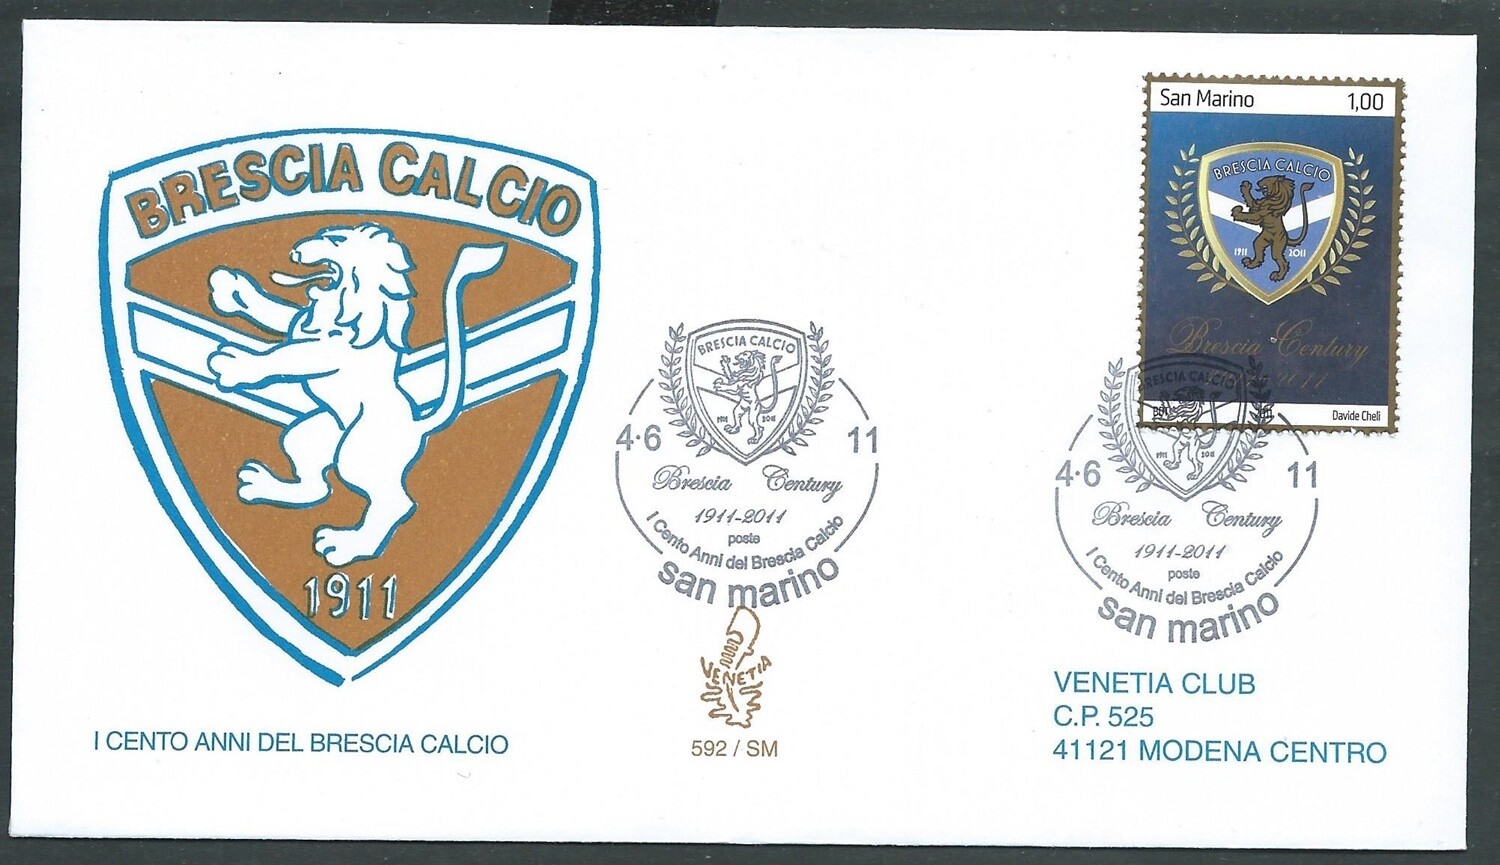 BRESCIA CALCIO
1911
I CENTO ANNI DEL BRESCIA CALCIO
BRESCIA CALCIO
1911 2011
4·6 11
Brescia Century
1911-2011
poste
I Cento Anni del Brescia Calcio
san marino
VENETIA
592 / SM
San Marino 1,00
BRESCIA CALCIO
1911 2011
Brescia Century
2011
Davide Cheli
BRESCIA CALCIO
1911 2011
4·6 11
Brescia Century
1911-2011
poste
I Cento Anni del Brescia Calcio
san marino
VENETIA CLUB
C.P. 525
41121 MODENA CENTRO